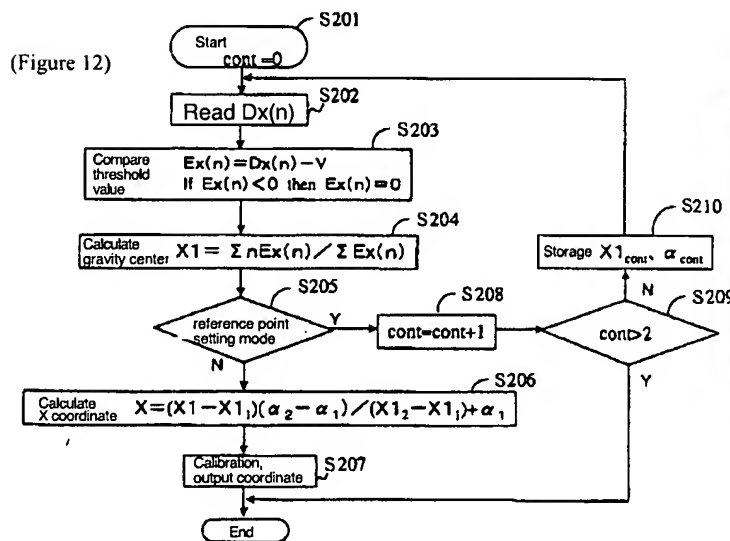 (Figure 12)
S201
Start
cont =0
S202
Read Dx(n)
S203
Compare
threshold
value
Ex(n)=Dx(n)−V
If Ex(n)<0 then Ex(n)=0
S204
Calculate
gravity center
X1= ΣnEx(n)/ΣEx(n)
S205
reference point
setting mode
Y
N
S208
cont=cont+1
S209
cont>2
N
Y
S210
Storage X1cont、αcont
S206
Calculate
X coordinate
X=(X1−X1₁)(α₂−α₁)/(X1₂−X1₁)+α₁
S207
Calibration,
output coordinate
End